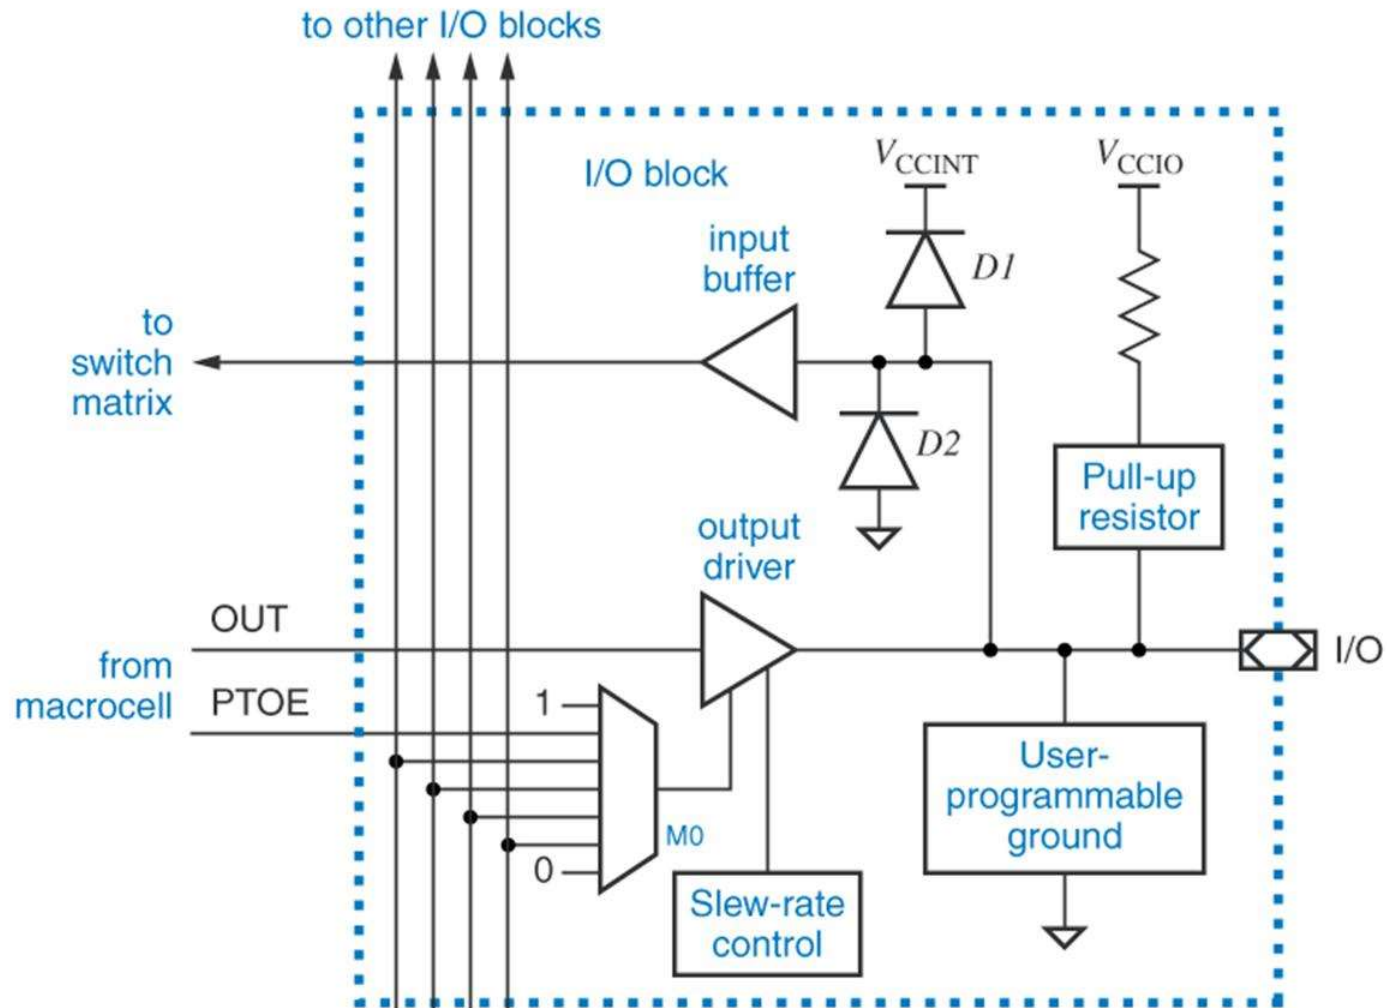 to other I/O blocks
I/O block
VCCINT
VCCIO
input
buffer
D1
to
switch
matrix
D2
Pull-up
resistor
output
driver
OUT
I/O
from
macrocell
PTOE
1
User-
programmable
ground
M0
0
Slew-rate
control